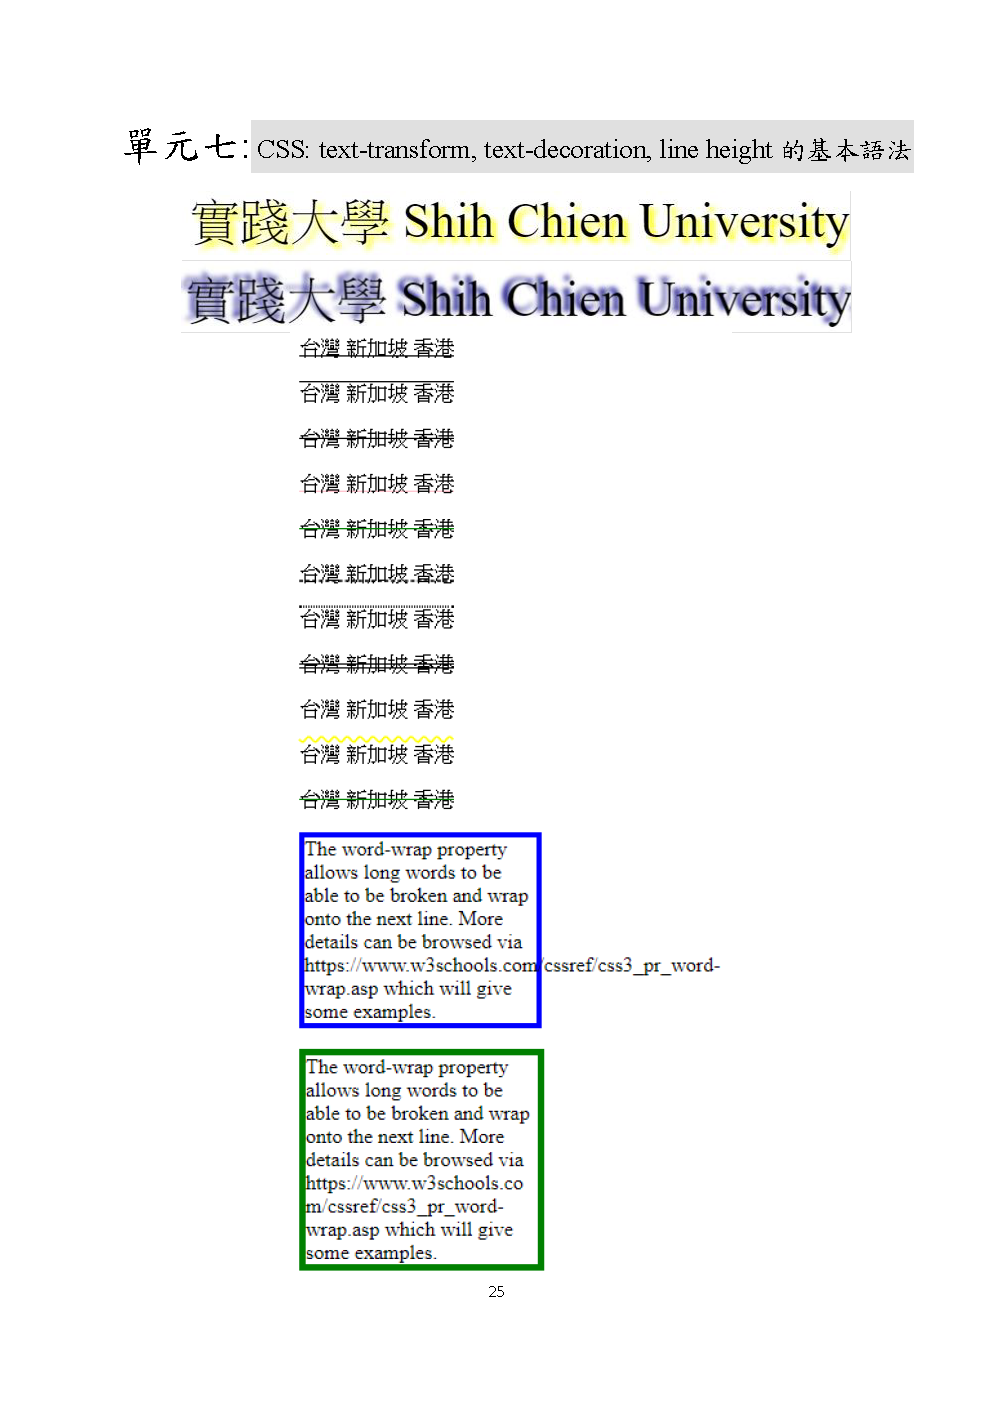 單元七: CSS: text-transform, text-decoration, line height 的基本語法
實踐大學 Shih Chien University
實踐大學 Shih Chien University
台灣 新加坡 香港
台灣 新加坡 香港
台灣 新加坡 香港
台灣 新加坡 香港
台灣 新加坡 香港
台灣 新加坡 香港
台灣 新加坡 香港
台灣 新加坡 香港
台灣 新加坡 香港
台灣 新加坡 香港
台灣 新加坡 香港
The word-wrap property
allows long words to be
able to be broken and wrap
onto the next line. More
details can be browsed via
https://www.w3schools.com/cssref/css3_pr_word-
wrap.asp which will give
some examples.
The word-wrap property
allows long words to be
able to be broken and wrap
onto the next line. More
details can be browsed via
https://www.w3schools.co
m/cssref/css3_pr_word-
wrap.asp which will give
some examples.
25